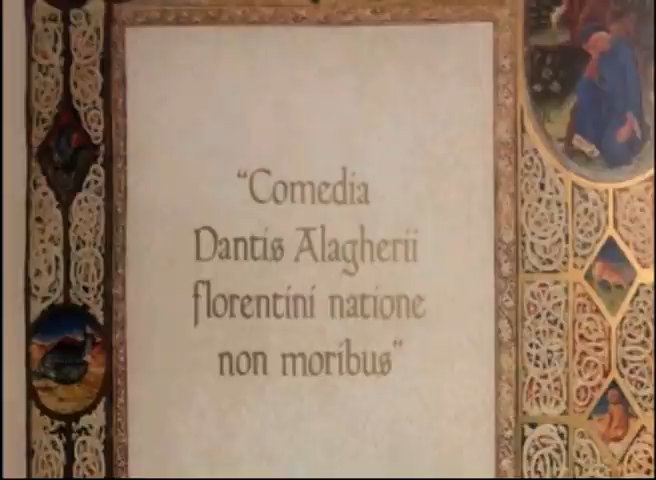 “Comedia
Dantis Alagherii
florentini natione
non moribus”